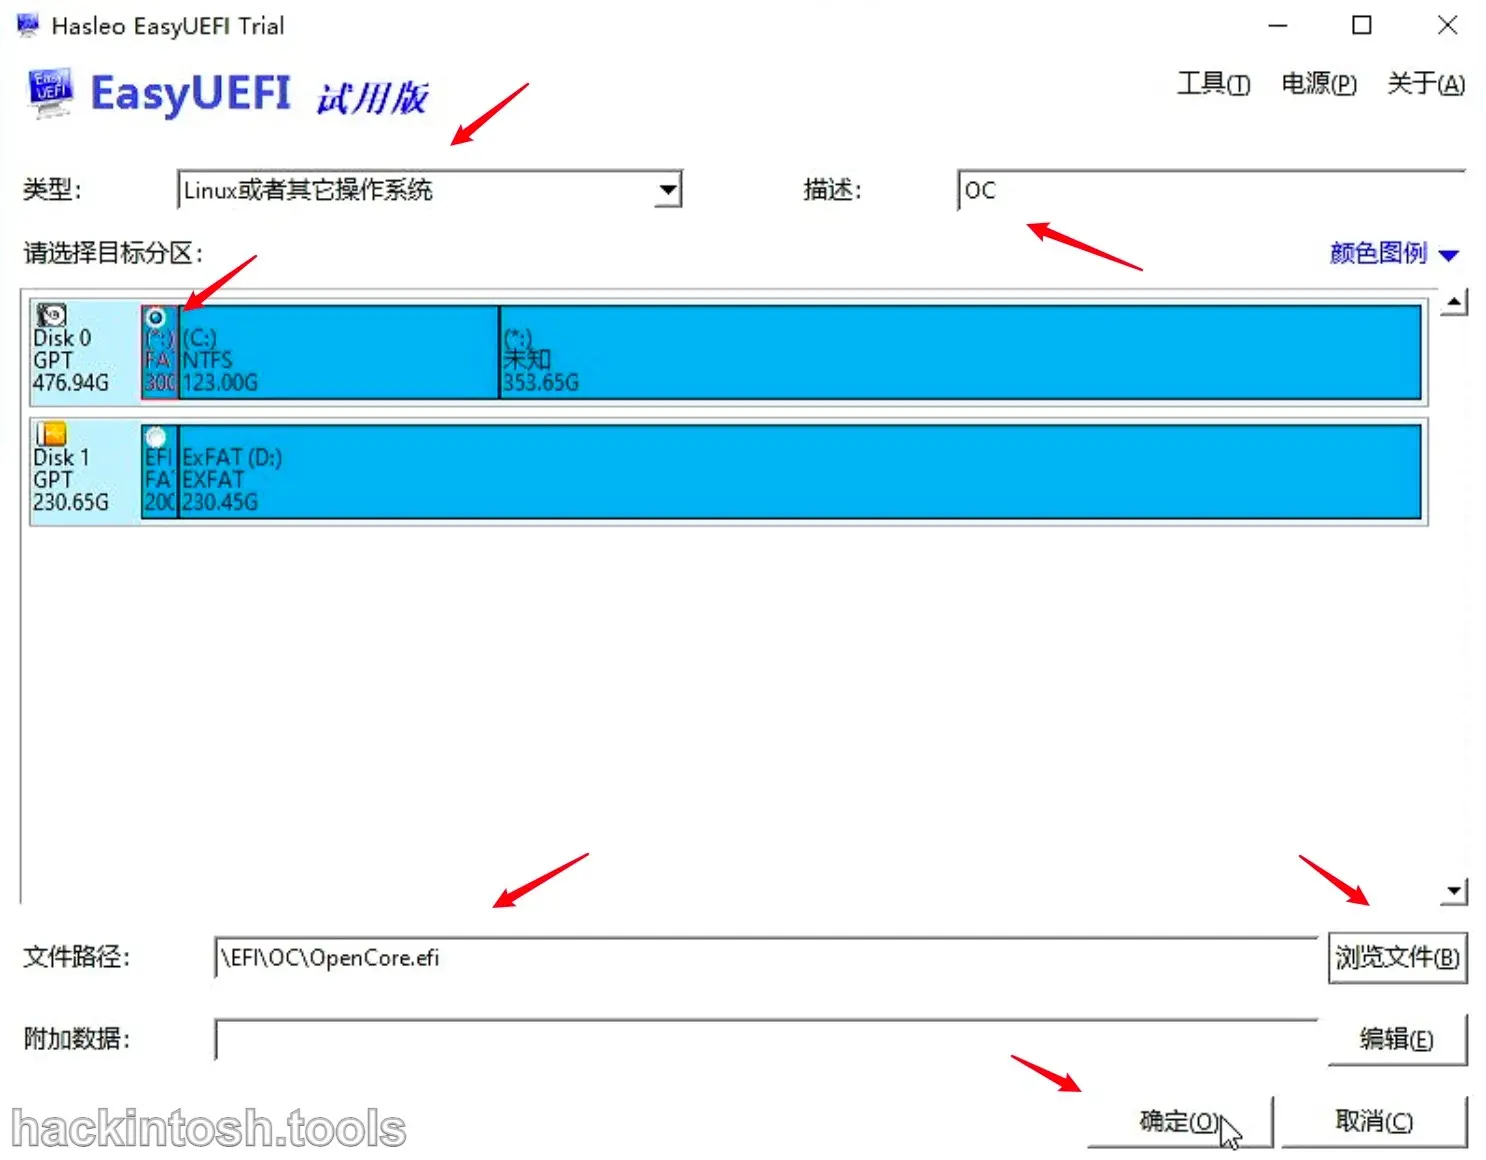 Hasleo EasyUEFI Trial
EasyUEFI 试用版
工具(T) 电源(P) 关于(A)
类型: Linux或者其它操作系统 描述: OC
请选择目标分区: 颜色图例
Disk 0
GPT
476.94G
(*:)
FA
300
(C:)
NTFS
123.00G
(*:)
未知
353.65G
Disk 1
GPT
230.65G
EFI
FA
200
ExFAT (D:)
EXFAT
230.45G
文件路径: \EFI\OC\OpenCore.efi 浏览文件(B)
附加数据: 编辑(E)
确定(O) 取消(C)
hackintosh.tools